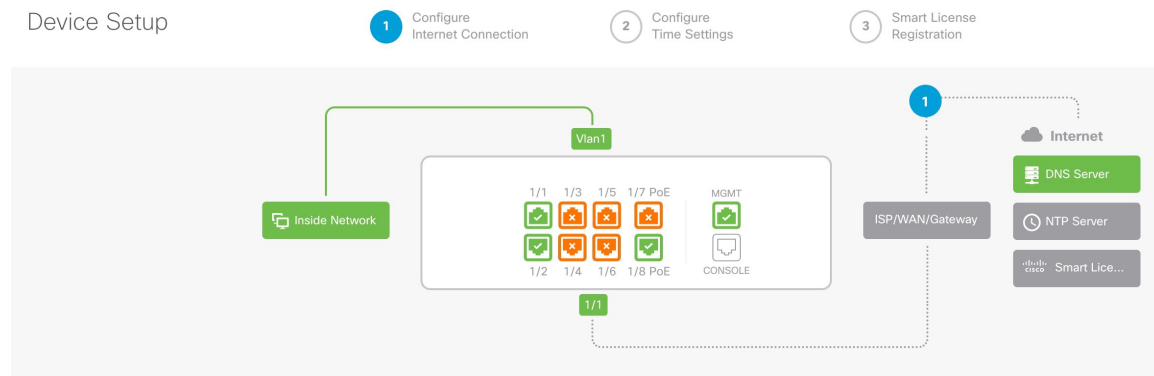 Device Setup
1
Configure
Internet Connection
2
Configure
Time Settings
3
Smart License
Registration
1
Internet
Vlan1
DNS Server
1/1 1/3 1/5 1/7 PoE MGMT
Inside Network
ISP/WAN/Gateway
NTP Server
1/2 1/4 1/6 1/8 PoE CONSOLE
cisco Smart Lice...
1/1